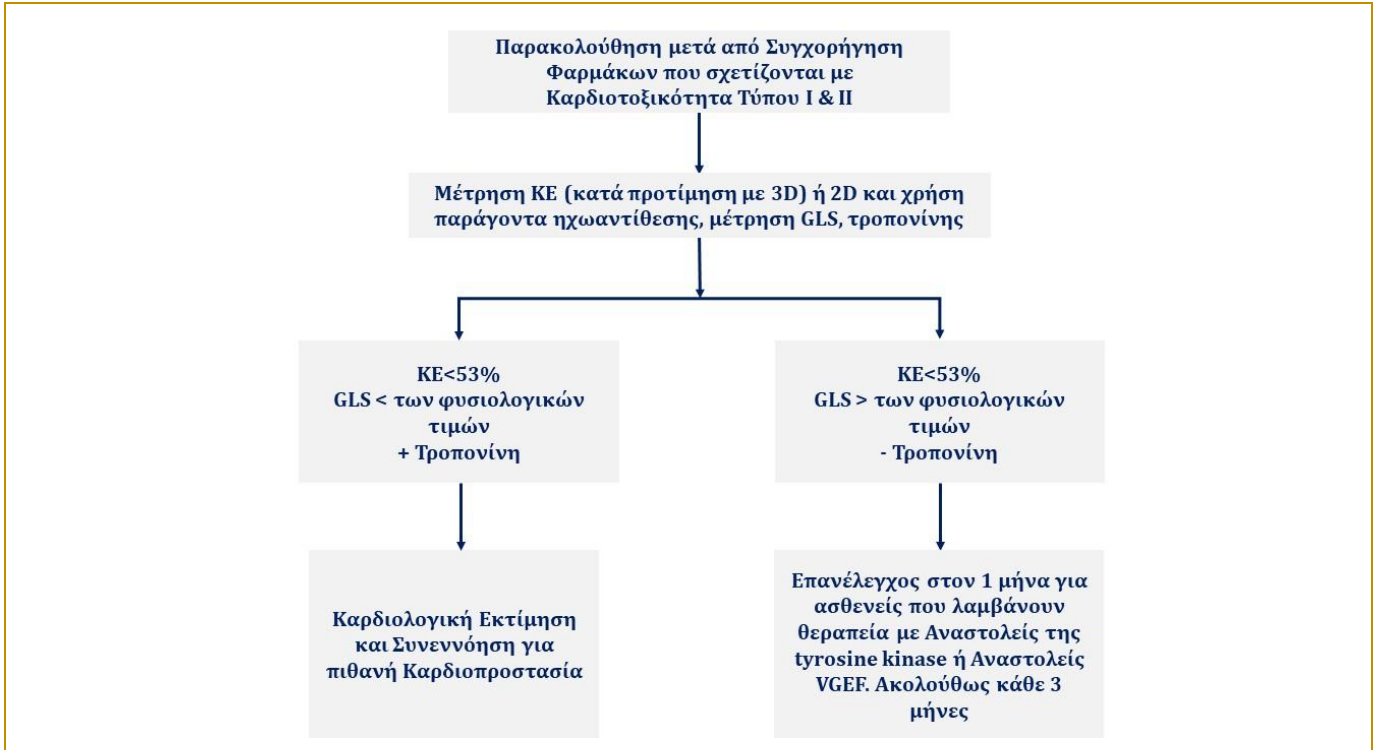 Παρακολούθηση μετά από Συγχορήγηση
Φαρμάκων που σχετίζονται με
Καρδιοτοξικότητα Τύπου I & II
Μέτρηση ΚΕ (κατά προτίμηση με 3D) ή 2D και χρήση
παράγοντα ηχωαντίθεσης, μέτρηση GLS, τροπονίνης
ΚΕ<53%
GLS < των φυσιολογικών
τιμών
+ Τροπονίνη
ΚΕ<53%
GLS > των φυσιολογικών
τιμών
- Τροπονίνη
Καρδιολογική Εκτίμηση
και Συνεννόηση για
πιθανή Καρδιοπροστασία
Επανέλεγχος στον 1 μήνα για
ασθενείς που λαμβάνουν
θεραπεία με Αναστολείς της
tyrosine kinase ή Αναστολείς
VGEF. Ακολούθως κάθε 3
μήνες